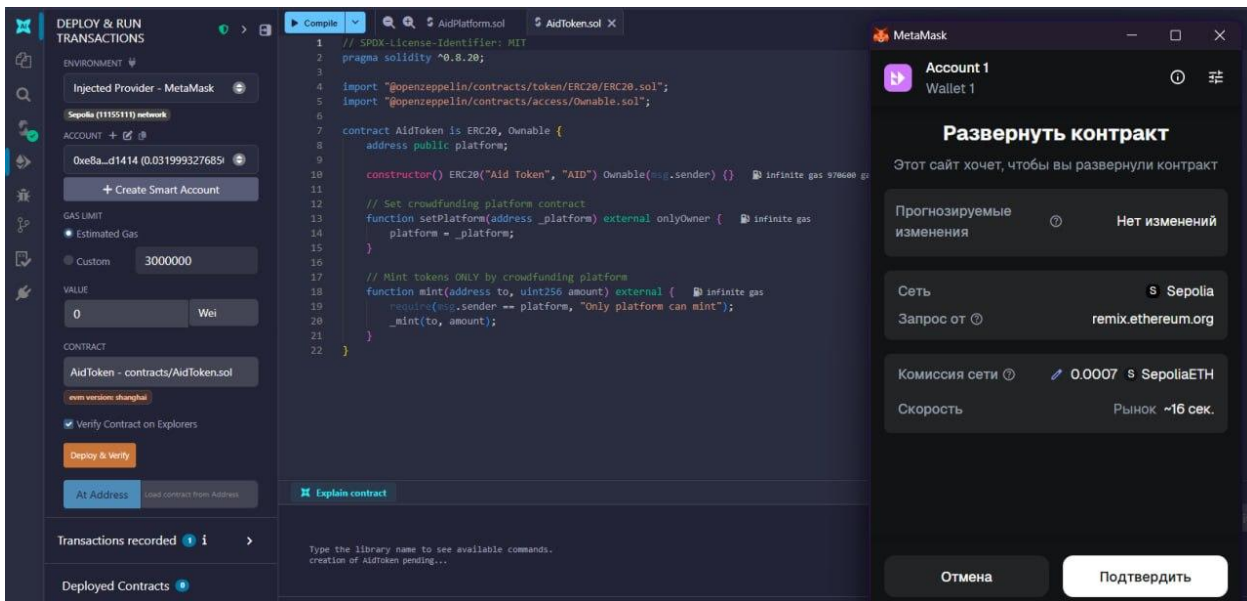 DEPLOY & RUN
TRANSACTIONS
ENVIRONMENT
Injected Provider - MetaMask
Sepolia (11155111) network
ACCOUNT
0xe8a...d1414 (0.03199932768
+ Create Smart Account
GAS LIMIT
Estimated Gas
Custom
3000000
VALUE
0
Wei
CONTRACT
AidToken - contracts/AidToken.sol
evm version: shanghai
Verify Contract on Explorers
Deploy & Verify
At Address
Load contract from Address
Transactions recorded 1 i
Deployed Contracts 0
Compile
AidPlatform.sol
AidToken.sol
1 // SPDX-License-Identifier: MIT
2 pragma solidity ^0.8.20;
3
4 import "@openzeppelin/contracts/token/ERC20/ERC20.sol";
5 import "@openzeppelin/contracts/access/Ownable.sol";
6
7 contract AidToken is ERC20, Ownable {
8 address public platform;
9
10 constructor() ERC20("Aid Token", "AID") Ownable(msg.sender) {} infinite gas 970600 ga
11
12 // Set crowdfunding platform contract
13 function setPlatform(address _platform) external onlyOwner { infinite gas
14 platform = _platform;
15 }
16
17 // Mint tokens ONLY by crowdfunding platform
18 function mint(address to, uint256 amount) external { infinite gas
19 require(msg.sender == platform, "Only platform can mint");
20 _mint(to, amount);
21 }
22 }
Explain contract
Type the library name to see available commands.
creation of AidToken pending...
MetaMask
Account 1
Wallet 1
Развернуть контракт
Этот сайт хочет, чтобы вы развернули контракт
Прогнозируемые
изменения
Нет изменений
Сеть
S Sepolia
Запрос от
remix.ethereum.org
Комиссия сети
0.0007 S SepoliaETH
Скорость
Рынок ~16 сек.
Отмена
Подтвердить